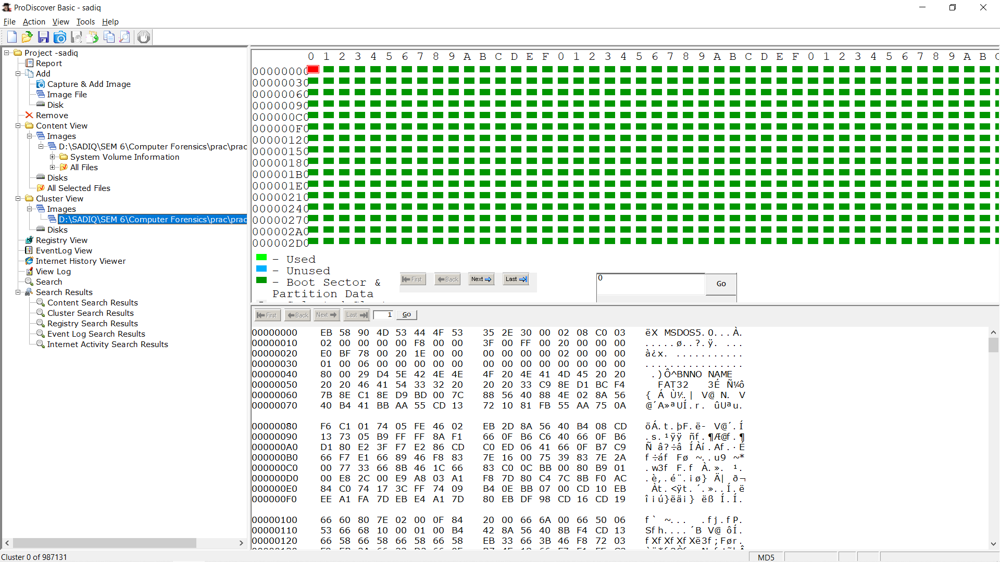 ProDiscover Basic - sadiq
File Action View Tools Help
Project -sadiq
Report
Add
Capture & Add Image
Image File
Disk
Remove
Content View
Images
D:\SADIQ\SEM 6\Computer Forensics\prac\prac
System Volume Information
All Files
Disks
All Selected Files
Cluster View
Images
D:\SADIQ\SEM 6\Computer Forensics\prac\prac
Disks
Registry View
EventLog View
Internet History Viewer
View Log
Search
Search Results
Content Search Results
Cluster Search Results
Registry Search Results
Event Log Search Results
Internet Activity Search Results
0 1 2 3 4 5 6 7 8 9 A B C D E F 0 1 2 3 4 5 6 7 8 9 A B C D E F 0 1 2 3 4 5 6 7 8 9 A B C
00000000
00000030
00000060
00000090
000000C0
000000F0
00000120
00000150
00000180
000001B0
000001E0
00000210
00000240
00000270
000002A0
000002D0
- Used
- Unused
- Boot Sector &
Partition Data
First Back Next Last
0 Go
First Back Next Last 1 Go
00000000 EB 58 90 4D 53 44 4F 53 35 2E 30 00 02 08 C0 03 ëX MSDOS5.0...À.
00000010 02 00 00 00 00 F8 00 00 3F 00 FF 00 20 00 00 00 .....ø..?.ÿ. ...
00000020 E0 BF 78 00 20 1E 00 00 00 00 00 00 02 00 00 00 à¿x. ...........
00000030 01 00 06 00 00 00 00 00 00 00 00 00 00 00 00 00 ................
00000040 80 00 29 D4 5E 42 4E 4E 4F 20 4E 41 4D 45 20 20 .)Ô^BNNO NAME
00000050 20 20 46 41 54 33 32 20 20 20 33 C9 8E D1 BC F4 FAT32 3É Ñ¼ô
00000060 7B 8E C1 8E D9 BD 00 7C 88 56 40 88 4E 02 8A 56 { Á Ù½.| V@ N. V
00000070 40 B4 41 BB AA 55 CD 13 72 10 81 FB 55 AA 75 0A @´A»ªUÍ.r. ûUªu.
00000080 F6 C1 01 74 05 FE 46 02 EB 2D 8A 56 40 B4 08 CD öÁ.t.þF.ë- V@´.Í
00000090 13 73 05 B9 FF FF 8A F1 66 0F B6 C6 40 66 0F B6 .s.¹ÿÿ ñf.¶Æ@f.¶
000000A0 D1 80 E2 3F F7 E2 86 CD C0 ED 06 41 66 0F B7 C9 Ñ â?÷â ÍÀí.Af.·É
000000B0 66 F7 E1 66 89 46 F8 83 7E 16 00 75 39 83 7E 2A f÷áf Fø ~..u9 ~*
000000C0 00 77 33 66 8B 46 1C 66 83 C0 0C BB 00 80 B9 01 .w3f F.f À.». ¹.
000000D0 00 E8 2C 00 E9 A8 03 A1 F8 7D 80 C4 7C 8B F0 AC .è,.é¨.¡ø} Ä| ð¬
000000E0 84 C0 74 17 3C FF 74 09 B4 0E BB 07 00 CD 10 EB Àt.<ÿt.´.»..Í.ë
000000F0 EE A1 FA 7D EB E4 A1 7D 80 EB DF 98 CD 16 CD 19 î¡ú}ëä¡} ëß Í.Í.
00000100 66 60 80 7E 02 00 0F 84 20 00 66 6A 00 66 50 06 f` ~... .fj.fP.
00000110 53 66 68 10 00 01 00 B4 42 8A 56 40 8B F4 CD 13 Sfh....´B V@ ôÍ.
00000120 66 58 66 58 66 58 66 58 EB 33 66 3B 46 F8 72 03 fXfXfXfXë3f;Før.
Cluster 0 of 987131
MD5